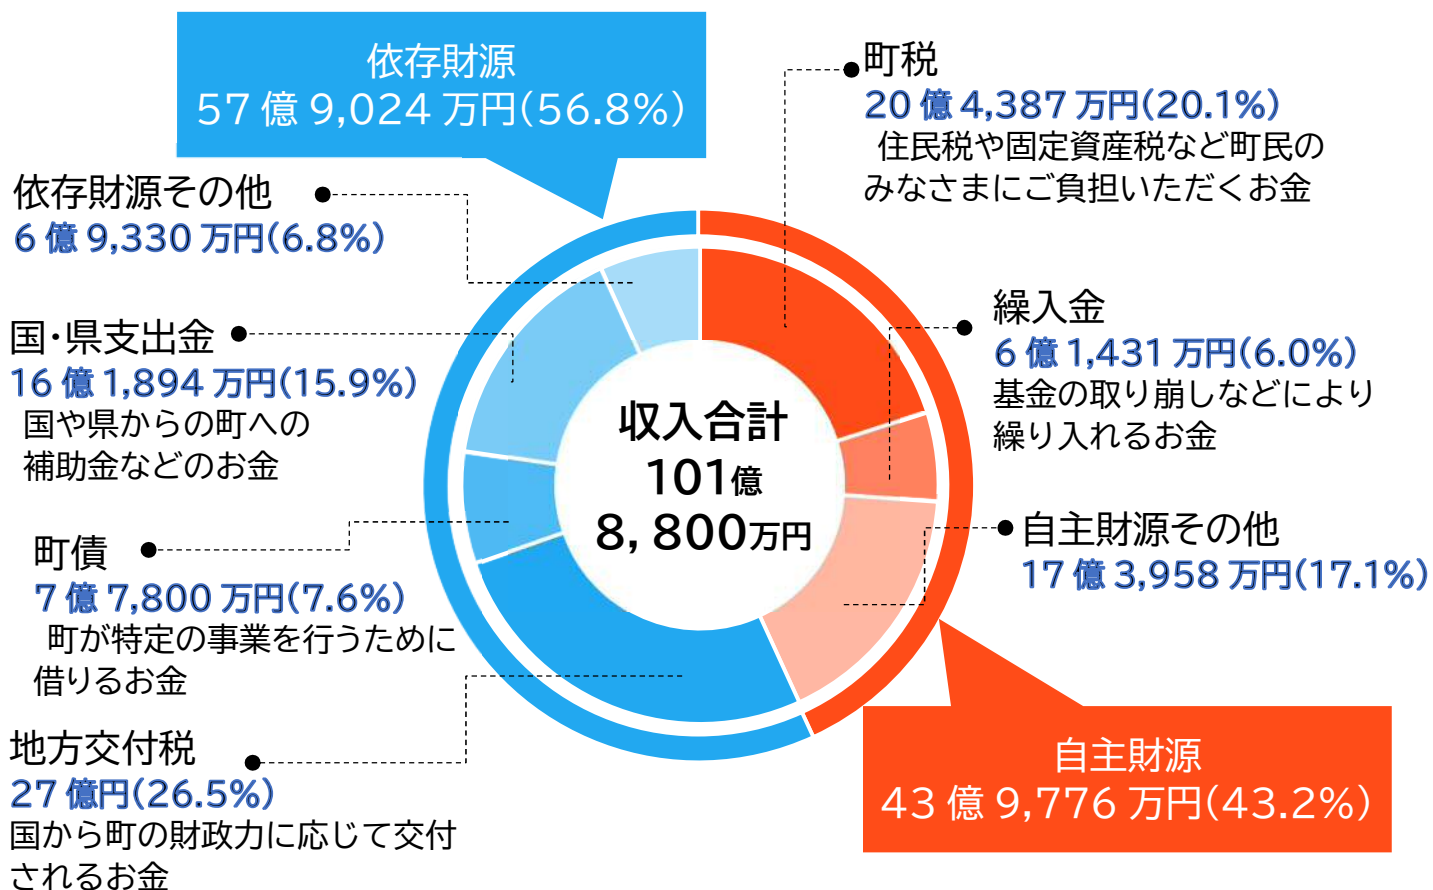 依存財源
57億9,024万円(56.8%)
町税
20億4,387万円(20.1%)
住民税や固定資産税など町民の
みなさまにご負担いただくお金
依存財源その他
6億9,330万円(6.8%)
国・県支出金
16億1,894万円(15.9%)
国や県からの町への
補助金などのお金
繰入金
6億1,431万円(6.0%)
基金の取り崩しなどにより
繰り入れるお金
収入合計
101億
8,800万円
自主財源その他
17億3,958万円(17.1%)
町債
7億7,800万円(7.6%)
町が特定の事業を行うために
借りるお金
地方交付税
27億円(26.5%)
国から町の財政力に応じて交付
されるお金
自主財源
43億9,776万円(43.2%)